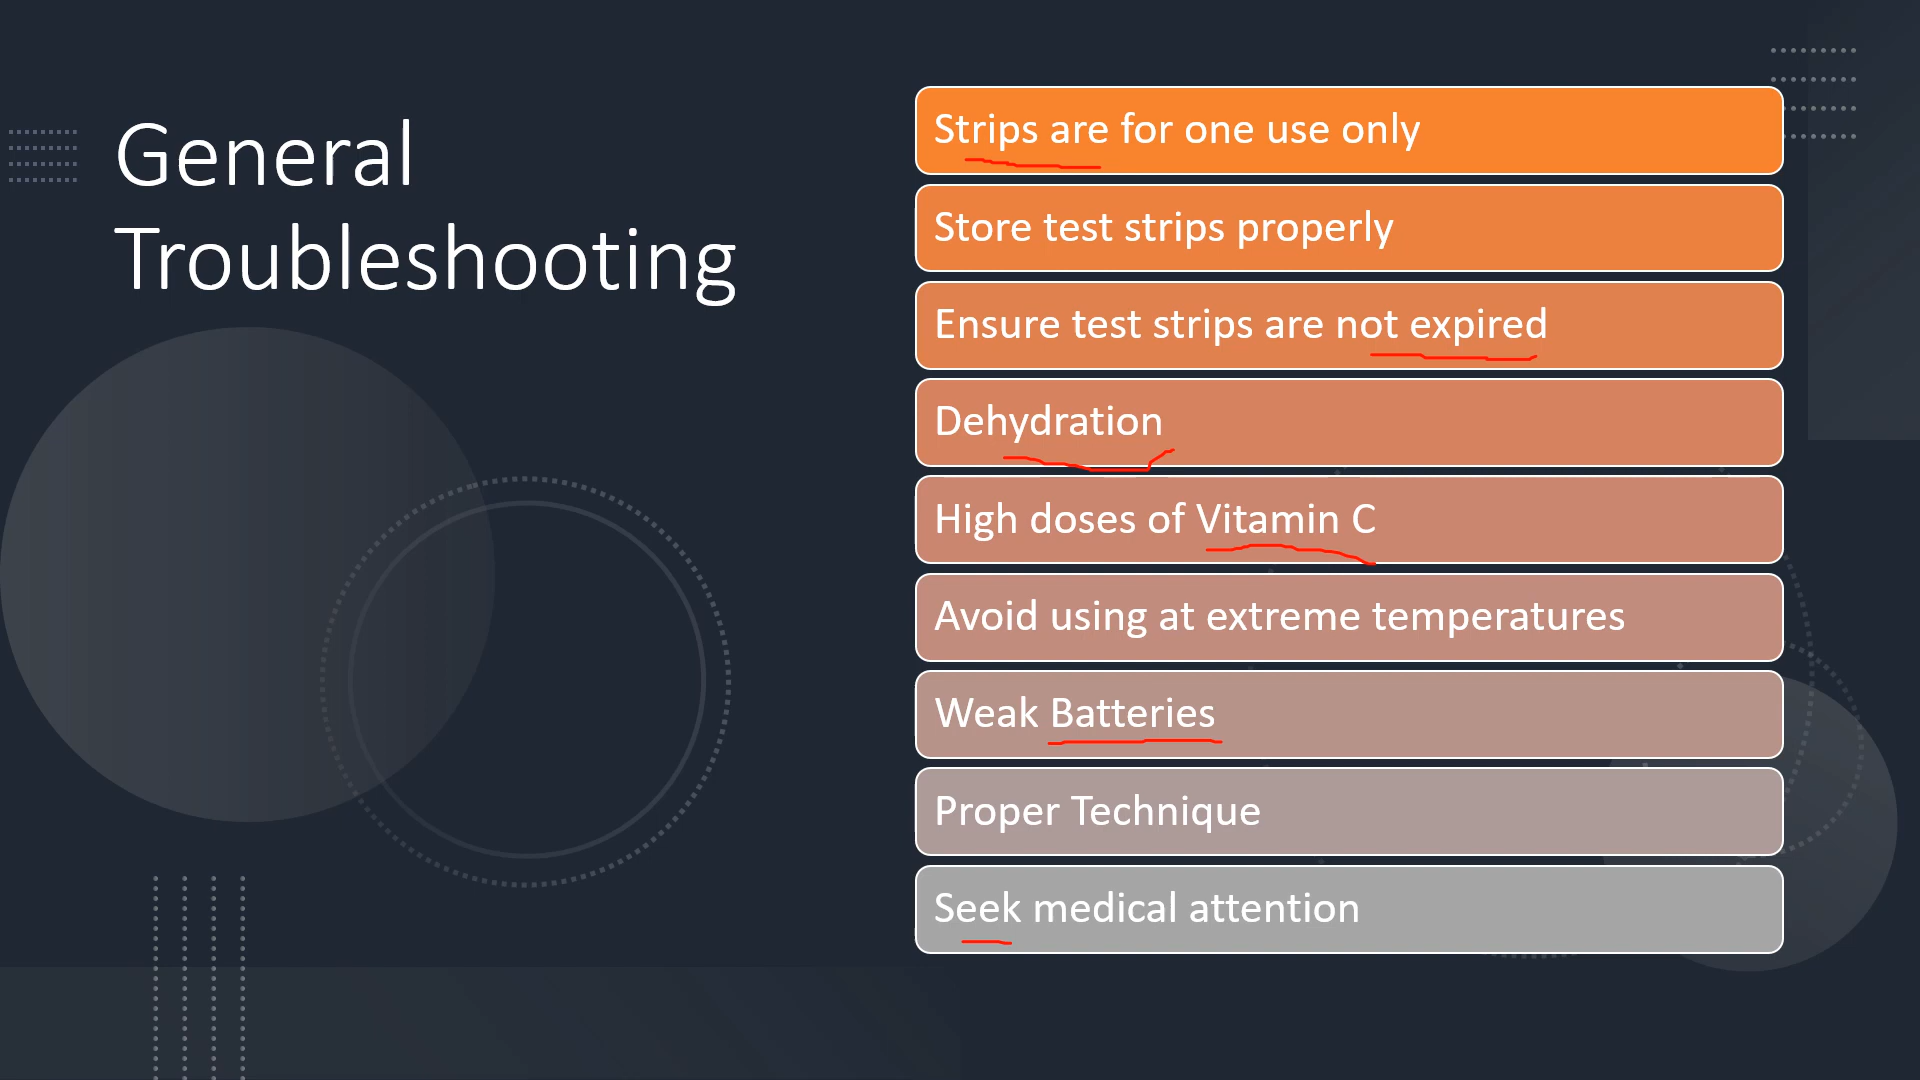 General
Troubleshooting
Strips are for one use only
Store test strips properly
Ensure test strips are not expired
Dehydration
High doses of Vitamin C
Avoid using at extreme temperatures
Weak Batteries
Proper Technique
Seek medical attention